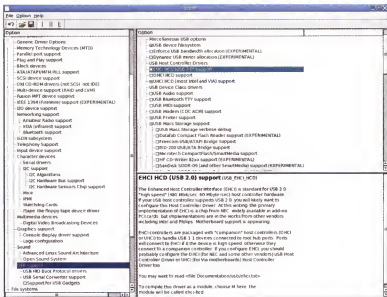 File Option Help
Option
Generic Driver Options
Memory Technology Devices (MTD)
Parallel port support
Plug and Play support
Block devices
ATA/ATAPI/MFM/RLL support
SCSI device support
Old CD-ROM drivers (not SCSI, not IDE)
Multi-device support (RAID and LVM)
Fusion MPT device support
IEEE 1394 (FireWire) support (EXPERIMENTAL)
I2O device support
Networking support
Amateur Radio support
IrDA (infrared) support
Bluetooth support
ISDN subsystem
Telephony Support
Input device support
Character devices
Serial drivers
I2C support
I2C Algorithms
I2C Hardware Bus support
I2C Hardware Sensors Chip support
Mice
IPMI
Watchdog Cards
Ftape, the floppy tape device driver
Multimedia devices
Digital Video Broadcasting Devices
Graphics support
Console display driver support
Logo configuration
Sound
Advanced Linux Sound Architecture
Open Sound System
USB HID Boot Protocol drivers
USB Serial Converter support
Support for USB Gadgets
File systems
Option
Miscellaneous USB options
USB device filesystem
Enforce USB bandwidth allocation (EXPERIMENTAL)
Dynamic USB minor allocation (EXPERIMENTAL)
USB Host Controller Drivers
EHCI HCD (USB 2.0) support
OHCI HCD support
UHCI HCD (most Intel and VIA) support
USB Device Class drivers
USB Audio support
USB Bluetooth TTY support
USB MIDI support
USB Modem (CDC ACM) support
USB Printer support
USB Mass Storage support
USB Mass Storage verbose debug
Datafab Compact Flash Reader support (EXPERIMENTAL)
Freecom USB/ATAPI Bridge support
ISD-200 USB/ATA Bridge support
Microtech CompactFlash/SmartMedia support
HP CD-Writer 82xx support (EXPERIMENTAL)
SanDisk SDDR-09 (and other SmartMedia) support (EXPERIMENTAL)
EHCI HCD (USB 2.0) support (USB_EHCI_HCD)
The Enhanced Host Controller Interface (EHCI) is standard for USB 2.0
"high speed" (480 Mbit/sec, 60 Mbyte/sec) host controller hardware.
If your USB host controller supports USB 2.0, you will likely want to
configure this Host Controller Driver. At this writing, the primary
implementation of EHCI is a chip from NEC, widely available in add-on
PCI cards, but implementations are in the works from other vendors
including Intel and Philips. Motherboard support is appearing.
EHCI controllers are packaged with "companion" host controllers (OHCI
or UHCI) to handle USB 1.1 devices connected to root hub ports. Ports
will connect to EHCI if the device is high speed, otherwise they
connect to a companion controller. If you configure EHCI, you should
probably configure the OHCI (for NEC and some other vendors) USB Host
Controller Driver or UHCI (for Via motherboards) Host Controller
Driver too.
You may want to read <file:Documentation/usb/ehci.txt>.
To compile this driver as a module, choose M here: the
module will be called ehci-hcd.